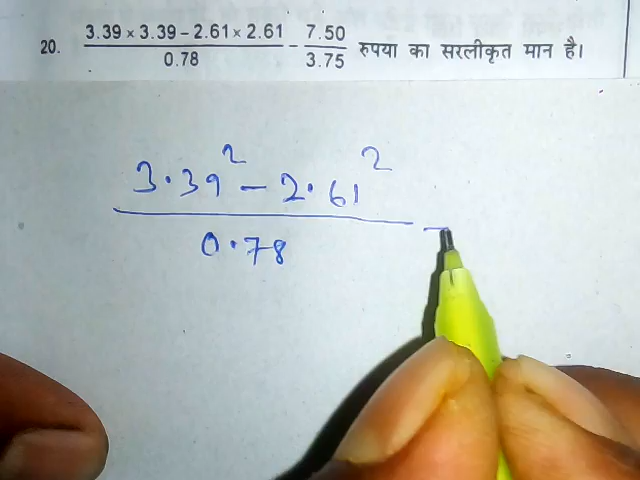 20. (3.39 × 3.39 − 2.61 × 2.61)/0.78 − 7.50/3.75 रुपया का सरलीकृत मान है।
(3.39² − 2.61²)/0.78 −